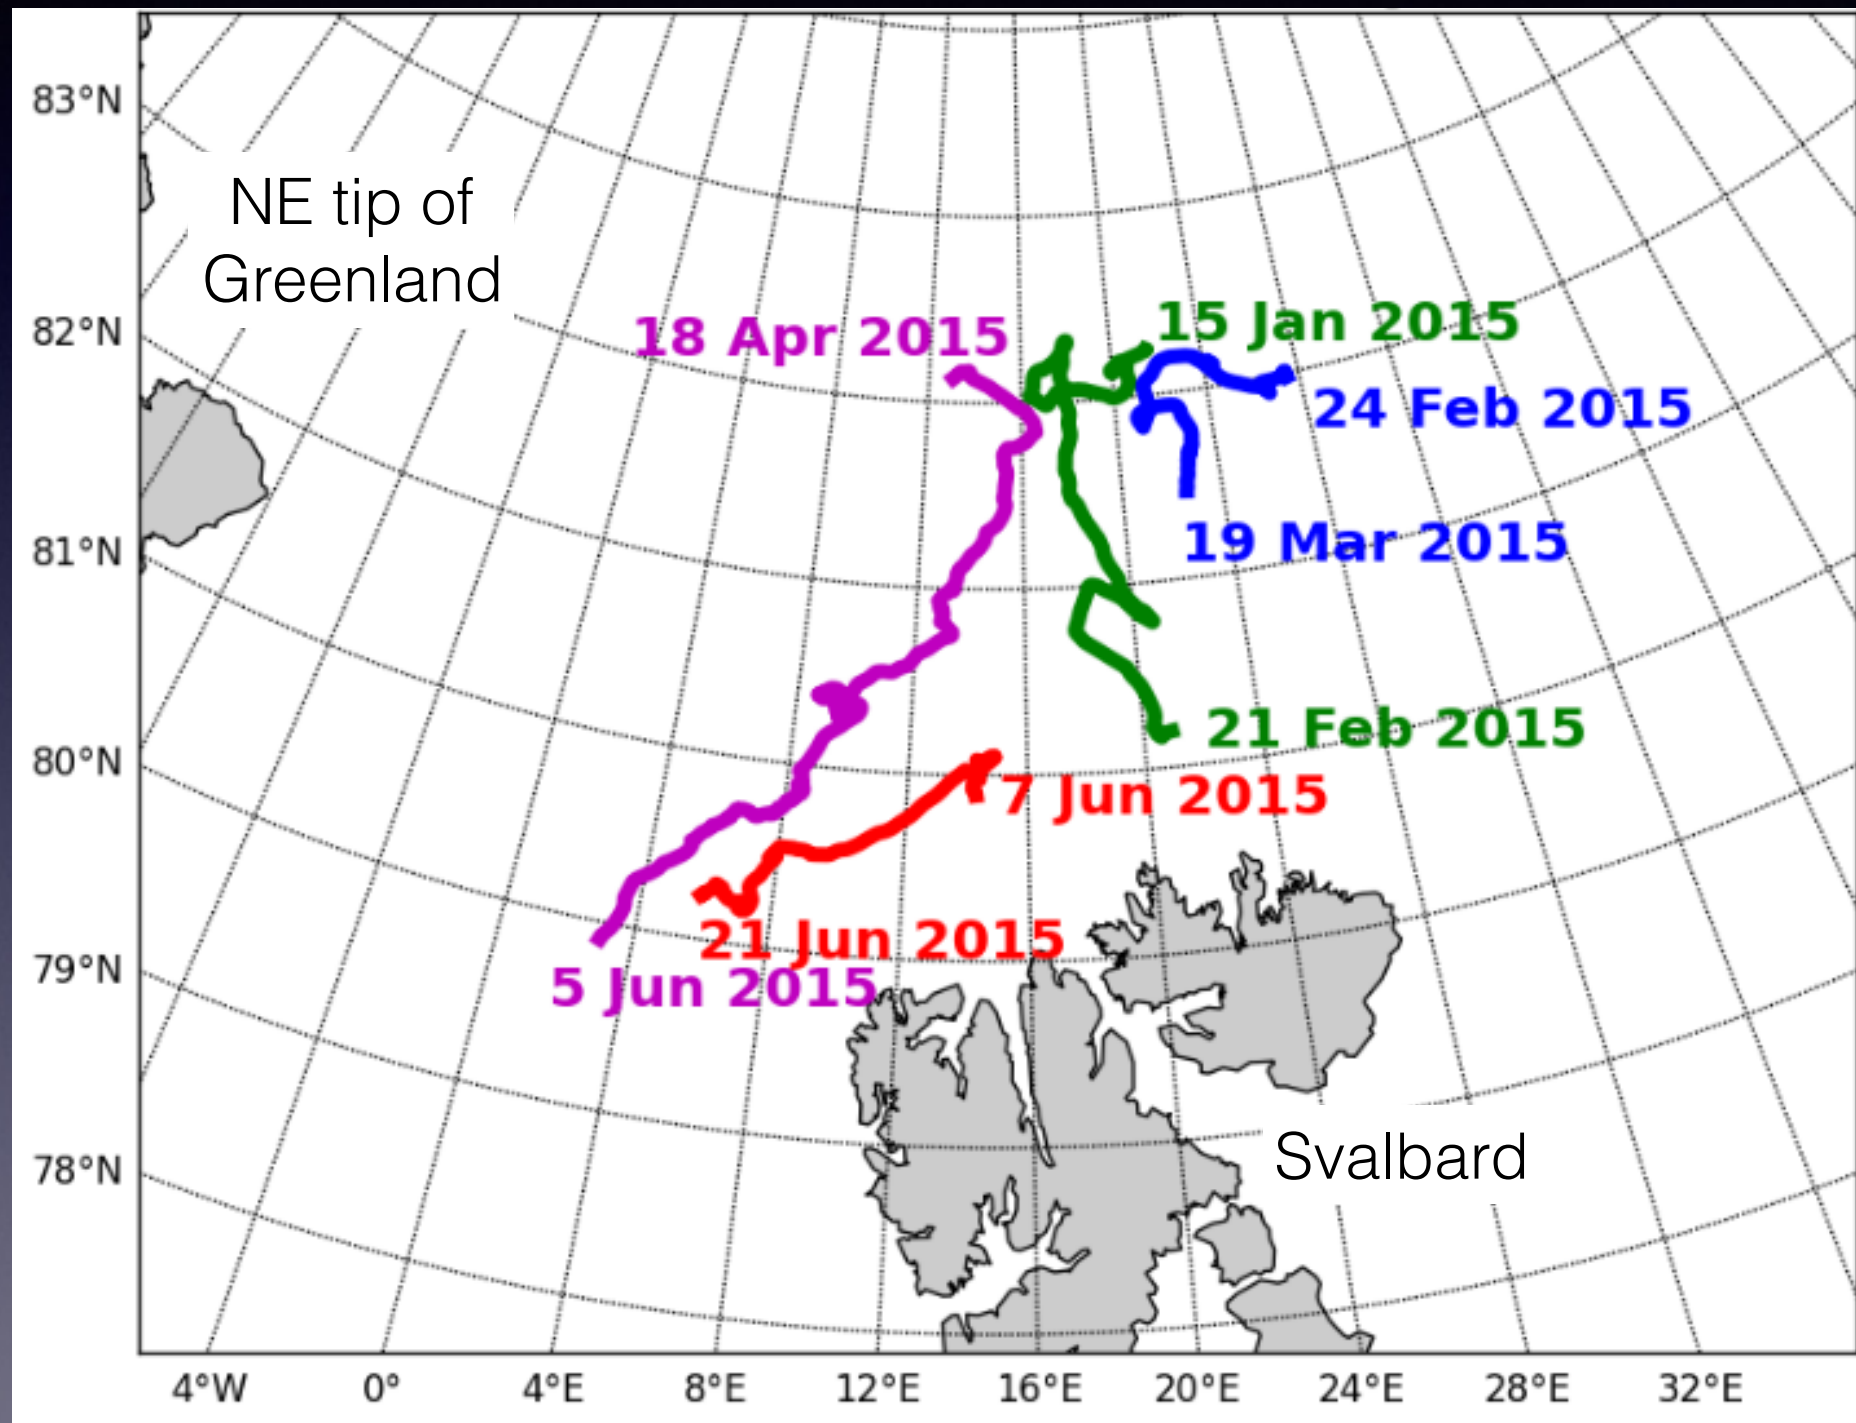 83°N
NE tip of
Greenland
82°N
18 Apr 2015
15 Jan 2015
24 Feb 2015
81°N
19 Mar 2015
80°N
21 Feb 2015
7 Jun 2015
79°N
21 Jun 2015
5 Jun 2015
78°N
Svalbard
4°W 0° 4°E 8°E 12°E 16°E 20°E 24°E 28°E 32°E